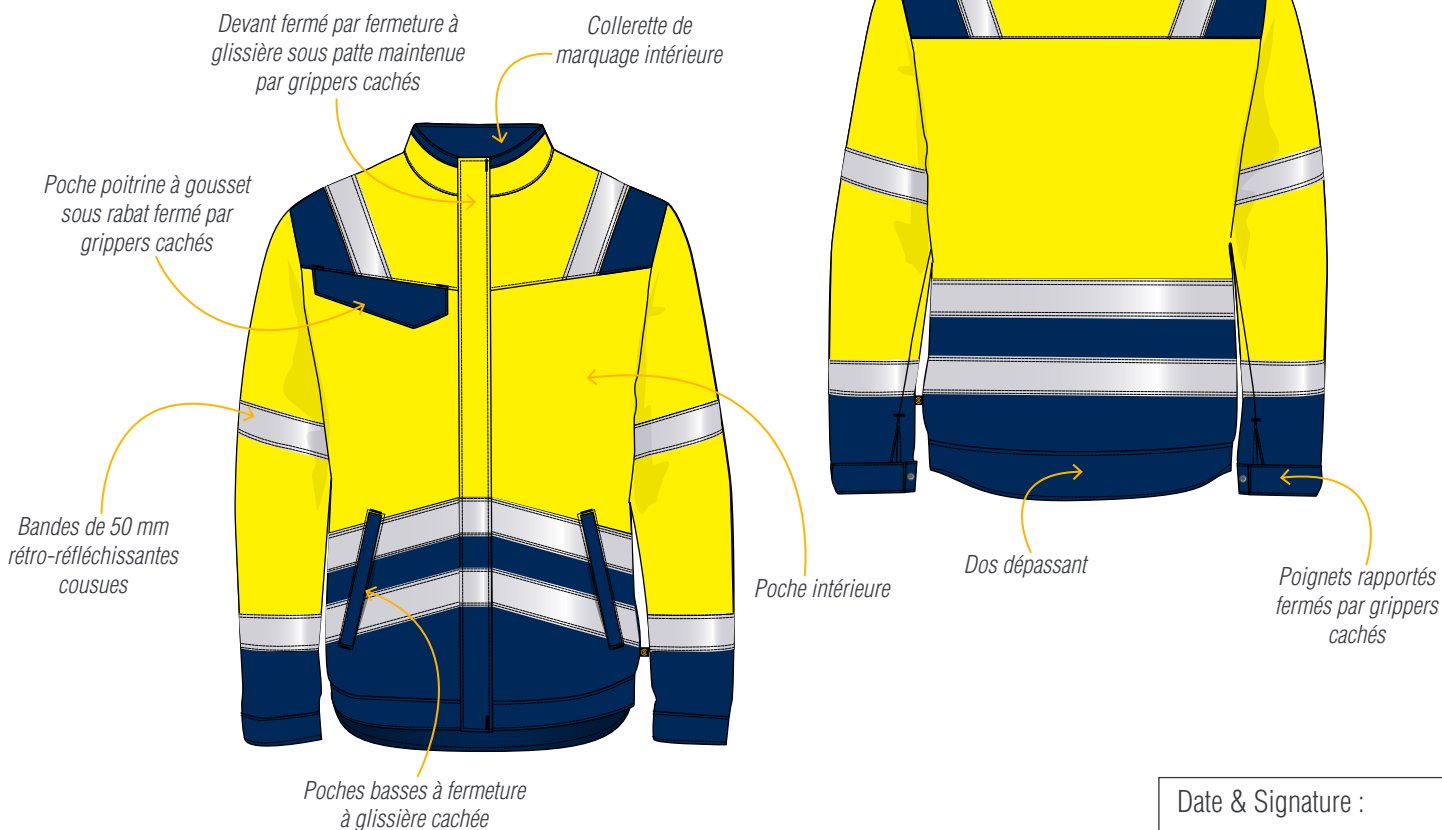 Devant fermé par fermeture à
glissière sous patte maintenue
par grippers cachés
Collerette de
marquage intérieure
Poche poitrine à gousset
sous rabat fermé par
grippers cachés
Bandes de 50 mm
rétro-réfléchissantes
cousues
Poche intérieure
Dos dépassant
Poignets rapportés
fermés par grippers
cachés
Poches basses à fermeture
à glissière cachée
Date & Signature :